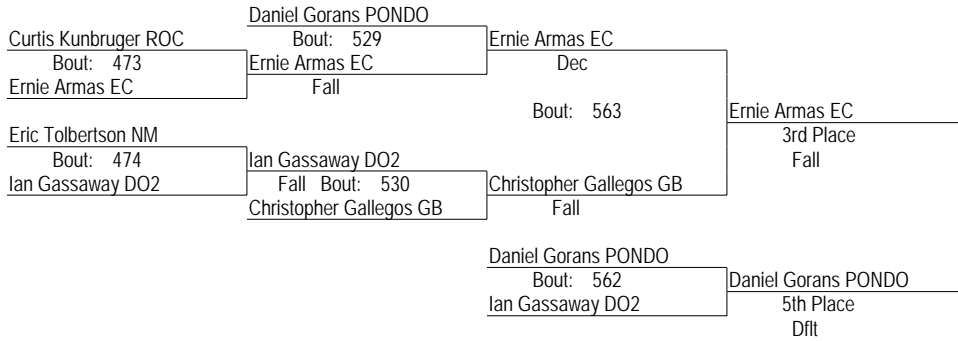 Daniel Gorans PONDO
Curtis Kunbruger ROC
Bout: 529
Ernie Armas EC
Bout: 473
Ernie Armas EC
Dec
Ernie Armas EC
Fall
Bout: 563
Ernie Armas EC
Eric Tolbertson NM
3rd Place
Bout: 474
Ian Gassaway DO2
Fall
Ian Gassaway DO2
Fall Bout: 530
Christopher Gallegos GB
Christopher Gallegos GB
Fall
Daniel Gorans PONDO
Bout: 562
Daniel Gorans PONDO
Ian Gassaway DO2
5th Place
Dflt